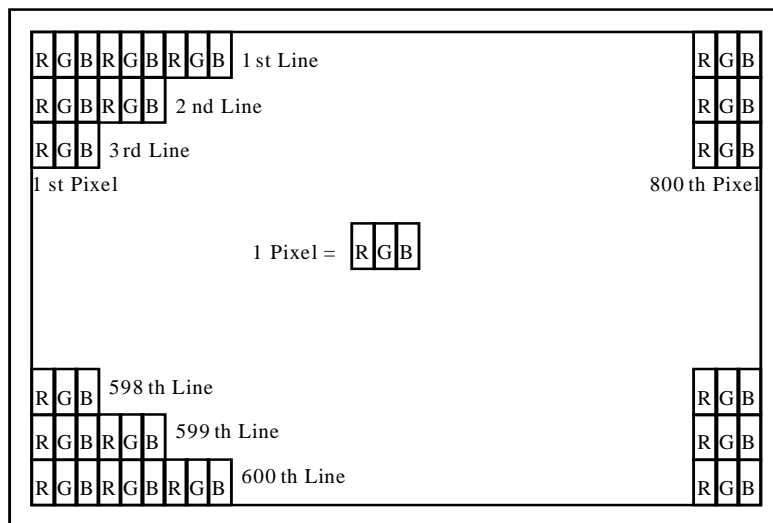 R G B R G B R G B 1 st Line R G B
R G B R G B 2 nd Line R G B
R G B 3 rd Line R G B
1 st Pixel 800 th Pixel
1 Pixel = R G B
R G B 598 th Line R G B
R G B R G B 599 th Line R G B
R G B R G B R G B 600 th Line R G B